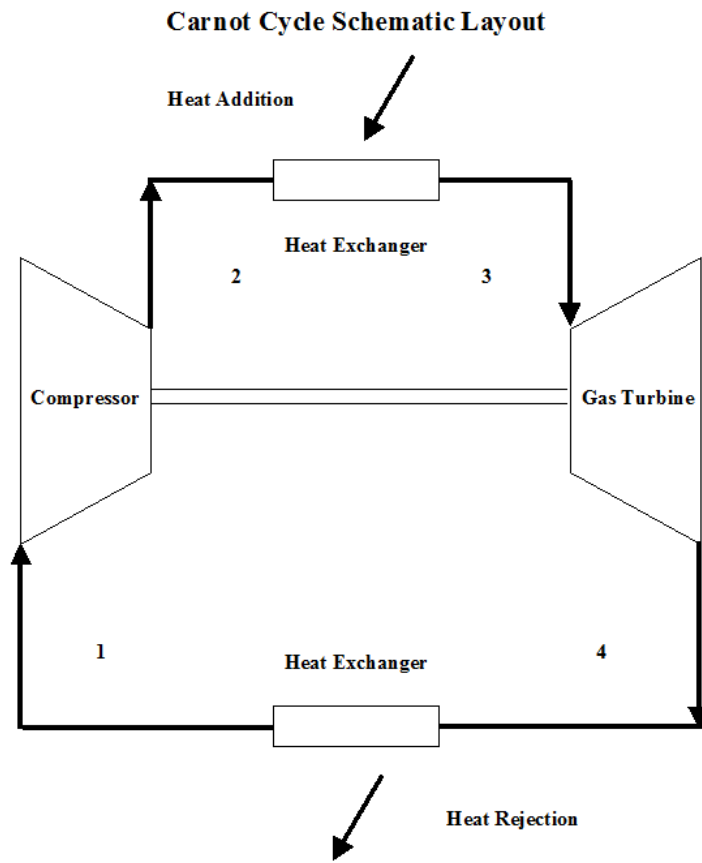 Carnot Cycle Schematic Layout
Heat Addition
Heat Exchanger
2
3
Compressor
Gas Turbine
1
4
Heat Exchanger
Heat Rejection